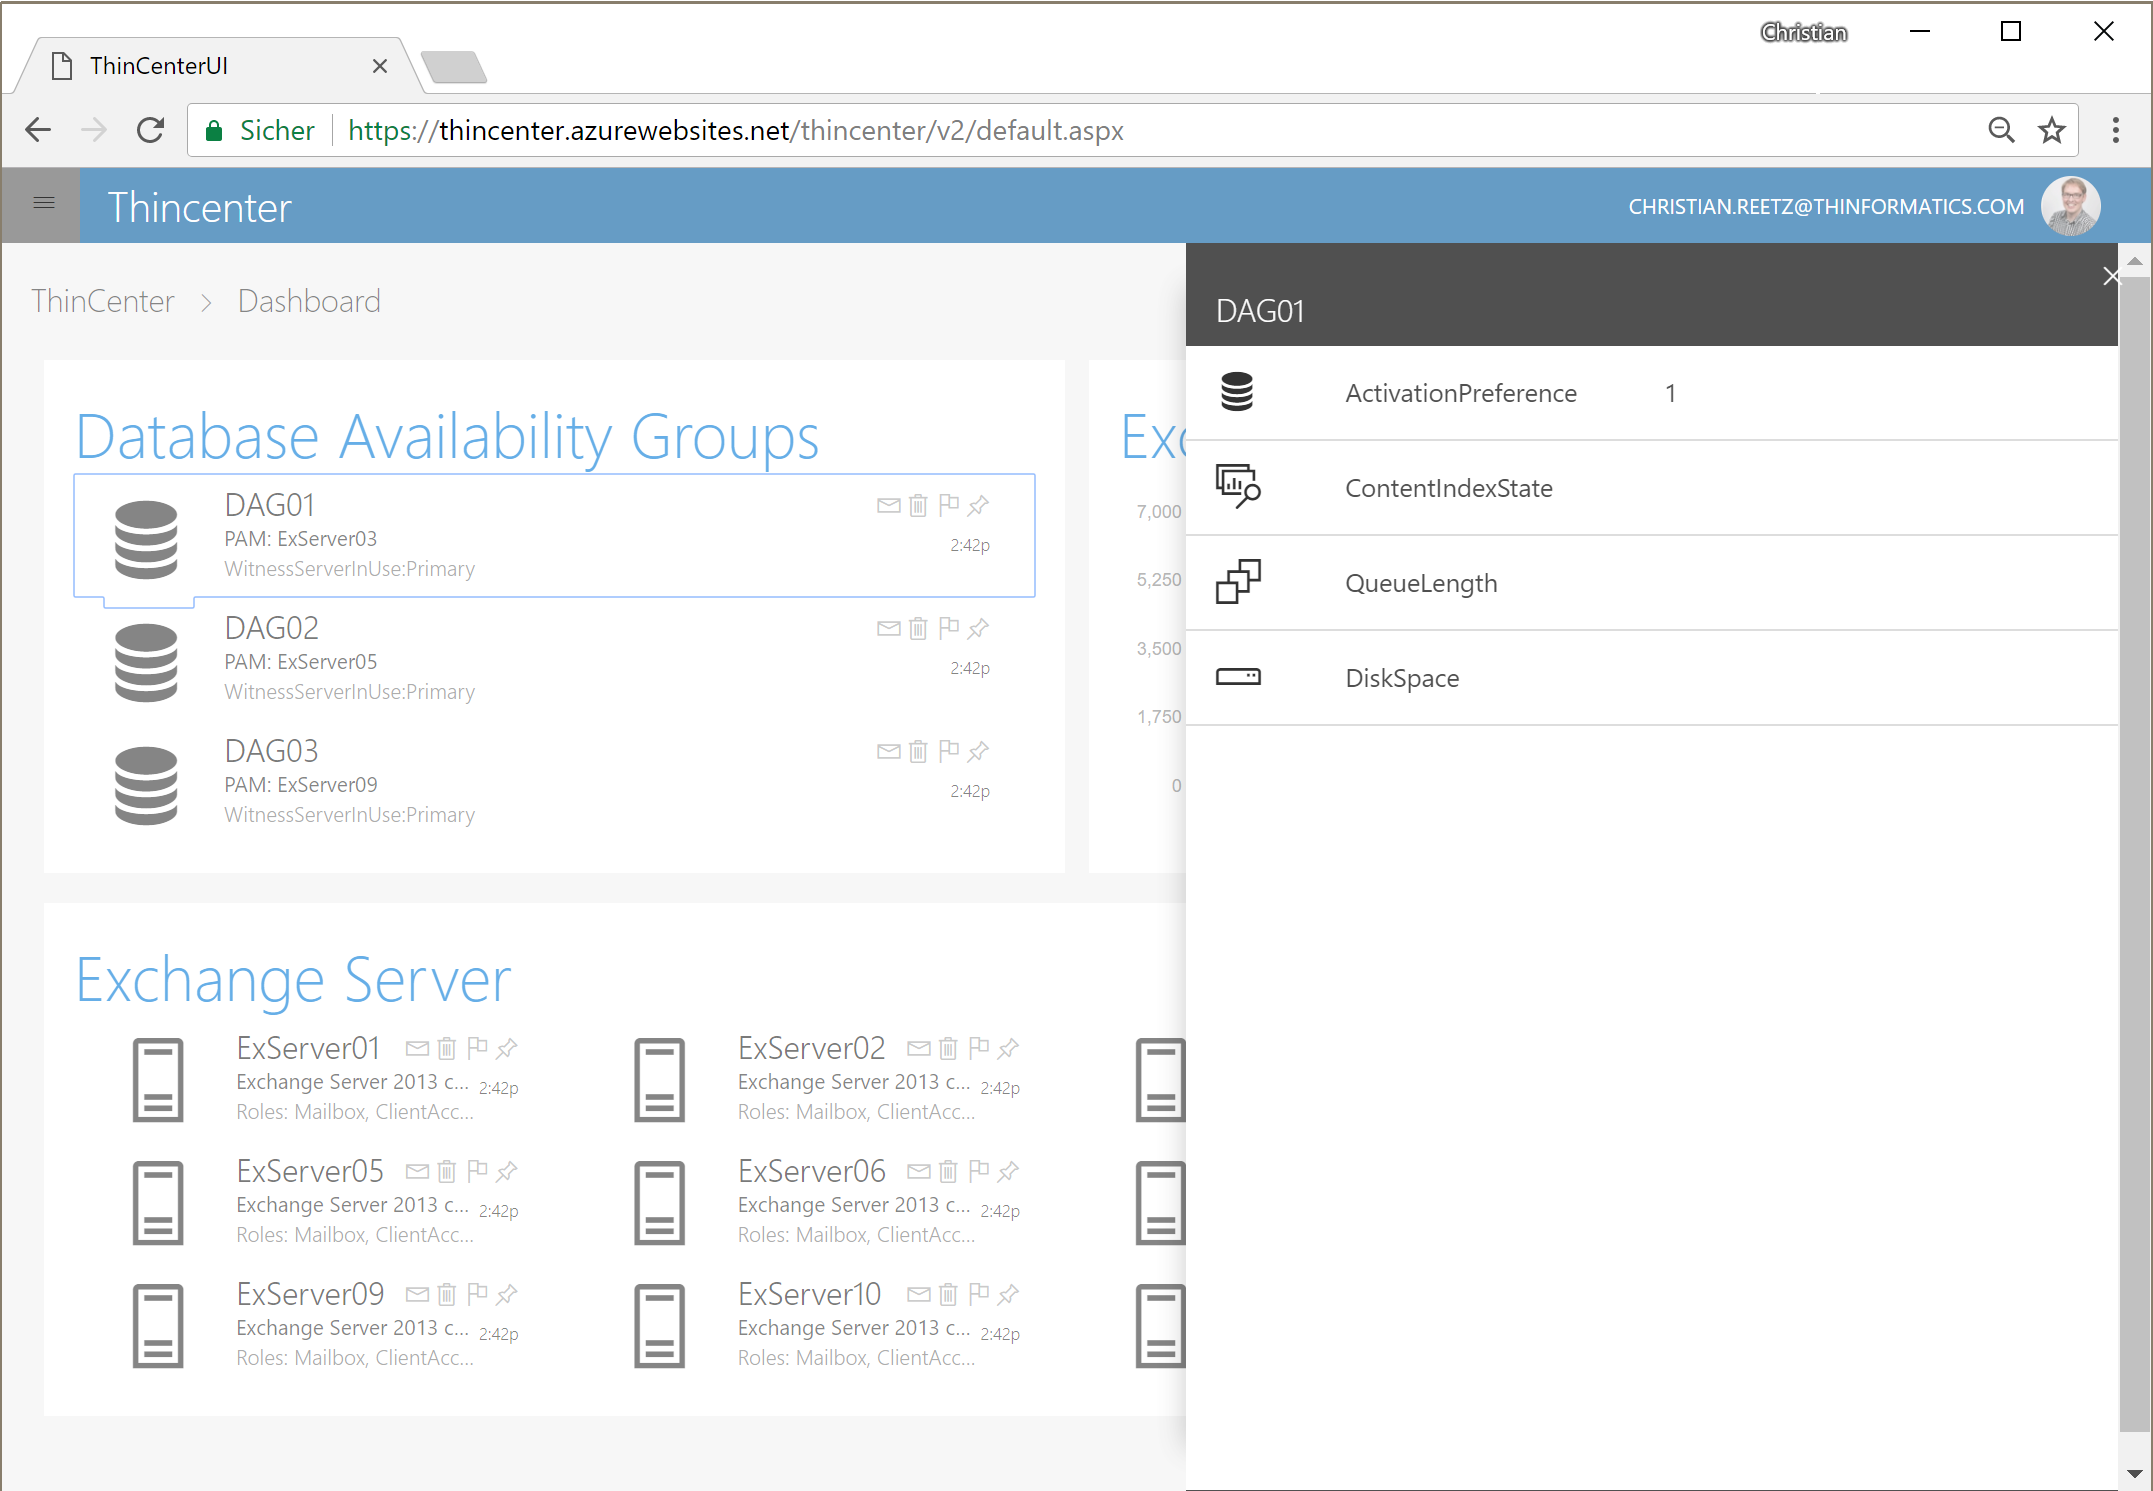 Christian
ThinCenterUI
Sicher https://thincenter.azurewebsites.net/thincenter/v2/default.aspx
Thincenter
CHRISTIAN.REETZ@THINFORMATICS.COM
ThinCenter > Dashboard
Database Availability Groups
DAG01
PAM: ExServer03
2:42p
WitnessServerInUse:Primary
DAG02
PAM: ExServer05
2:42p
WitnessServerInUse:Primary
DAG03
PAM: ExServer09
2:42p
WitnessServerInUse:Primary
7,000
5,250
3,500
1,750
0
DAG01
ActivationPreference 1
ContentIndexState
QueueLength
DiskSpace
Exchange Server
ExServer01
Exchange Server 2013 c... 2:42p
Roles: Mailbox, ClientAcc...
ExServer02
Exchange Server 2013 c... 2:42p
Roles: Mailbox, ClientAcc...
ExServer05
Exchange Server 2013 c... 2:42p
Roles: Mailbox, ClientAcc...
ExServer06
Exchange Server 2013 c... 2:42p
Roles: Mailbox, ClientAcc...
ExServer09
Exchange Server 2013 c... 2:42p
Roles: Mailbox, ClientAcc...
ExServer10
Exchange Server 2013 c... 2:42p
Roles: Mailbox, ClientAcc...